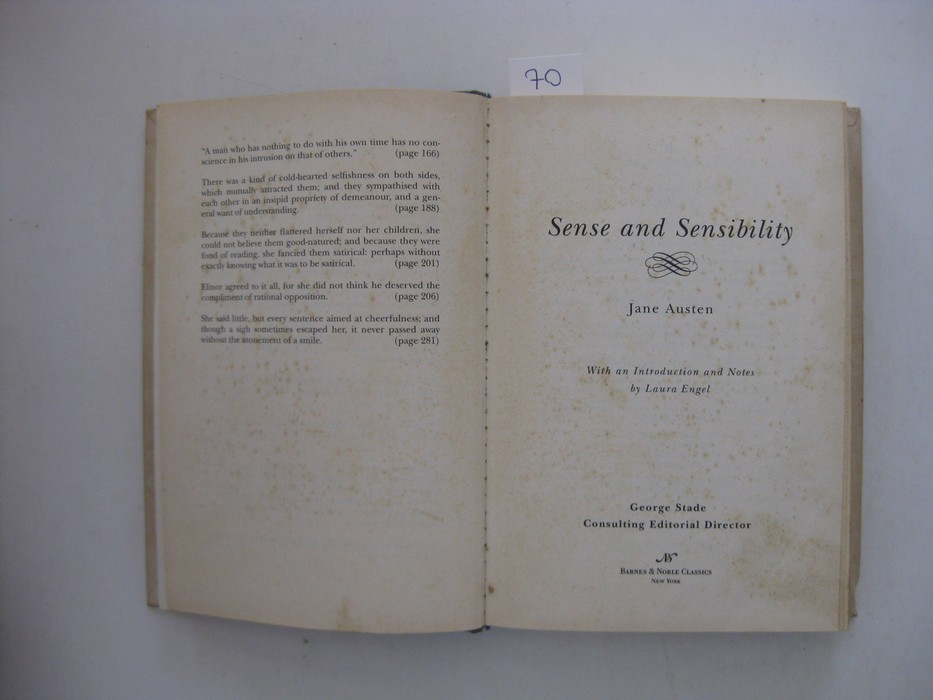 70
"A man who has nothing to do with his own time has no con-
science in his intrusion on that of others." (page 166)
There was a kind of cold-hearted selfishness on both sides,
which mutually attracted them; and they sympathised with
each other in an insipid propriety of demeanour, and a gen-
eral want of understanding. (page 188)
Because they neither flattered herself nor her children, she
could not believe them good-natured; and because they were
fond of reading, she fancied them satirical: perhaps without
exactly knowing what it was to be satirical. (page 201)
Elinor agreed to it all, for she did not think he deserved the
compliment of rational opposition. (page 206)
She said little, but every sentence aimed at cheerfulness; and
though a sigh sometimes escaped her, it never passed away
without the atonement of a smile. (page 281)
Sense and Sensibility
Jane Austen
With an Introduction and Notes
by Laura Engel
George Stade
Consulting Editorial Director
Barnes & Noble Classics
New York